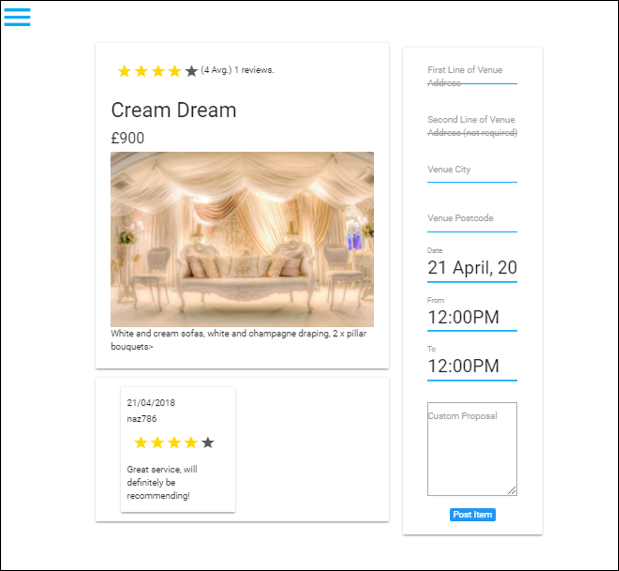 (4 Avg.) 1 reviews.
Cream Dream
£900
White and cream sofas, white and champagne draping, 2 x pillar
bouquets>
21/04/2018
naz786
Great service, will
definitely be
recommending!
First Line of Venue
Address
Second Line of Venue
Address (not required)
Venue City
Venue Postcode
Date
21 April, 20
From
12:00PM
To
12:00PM
Custom Proposal
Post Item